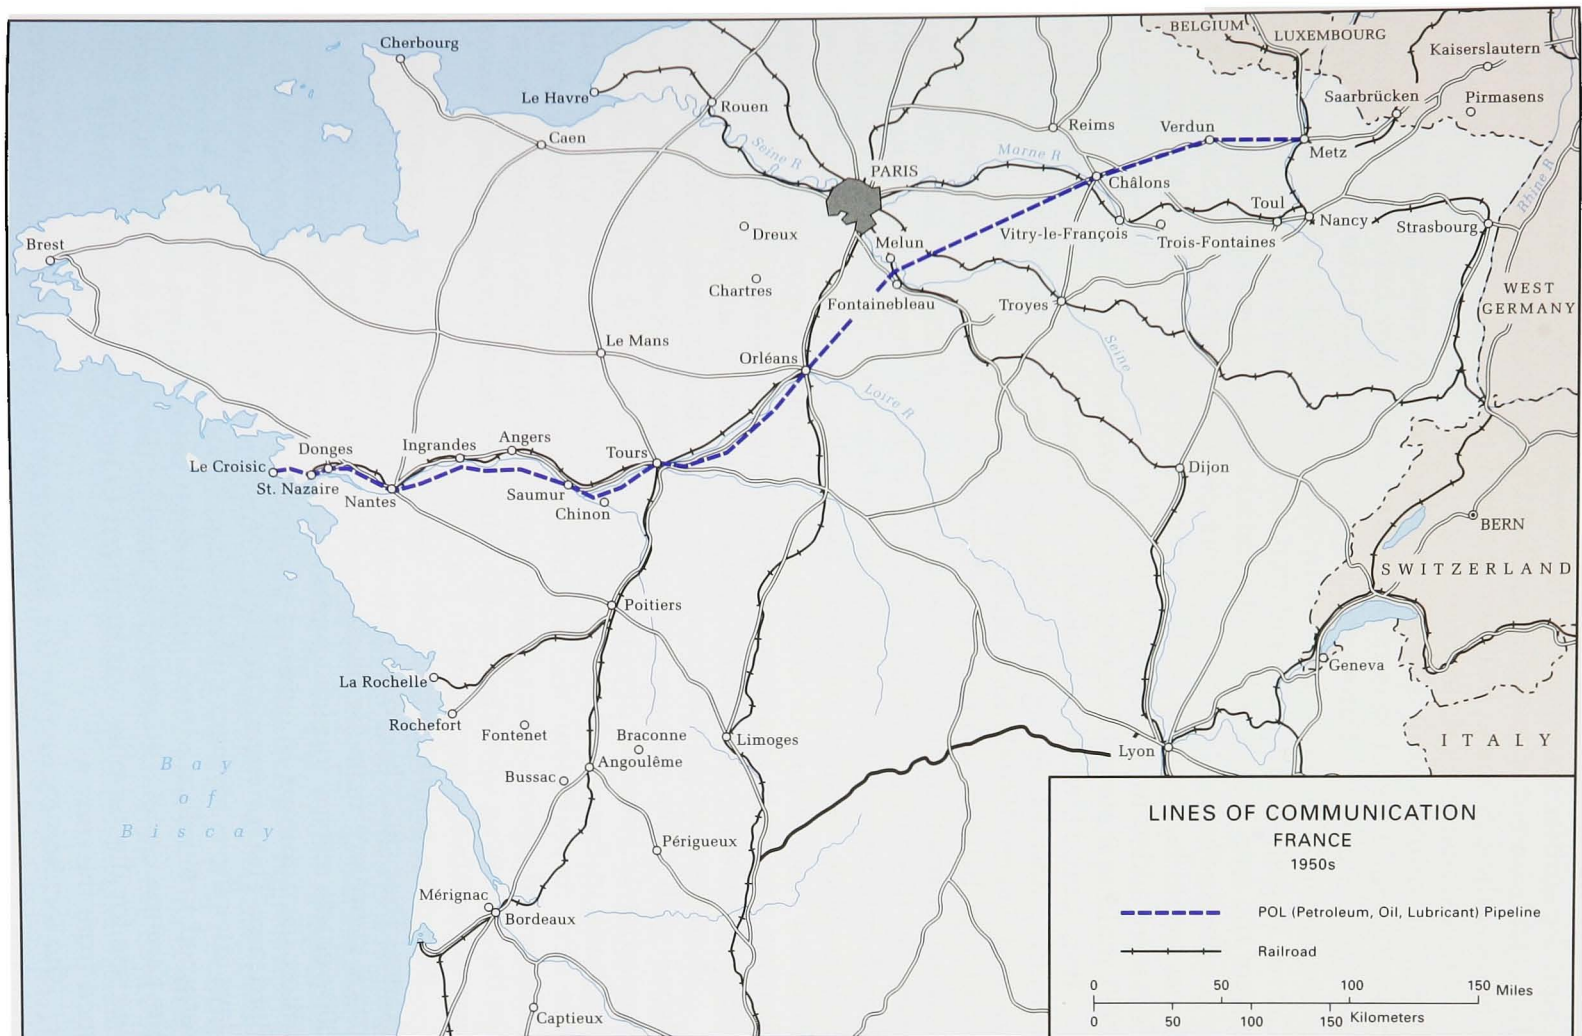 BELGIUM
LUXEMBOURG
Cherbourg
Kaiserslautern
Le Havre
Rouen
Saarbrücken
Pirmasens
Caen
Reims
Verdun
Seine R
Marne R
Metz
PARIS
Châlons
Rhine R
Toul
Nancy
Strasbourg
Brest
Dreux
Melun
Vitry-le-François
Trois-Fontaines
Chartres
Fontainebleau
Troyes
WEST
GERMANY
Le Mans
Orléans
Seine
Loire R
Donges
Ingrandes
Angers
Tours
Le Croisic
St. Nazaire
Nantes
Saumur
Chinon
Dijon
BERN
SWITZERLAND
Poitiers
La Rochelle
Geneva
Rochefort
Fontenet
Braconne
Limoges
Lyon
ITALY
Angoulême
Bussac
Bay
of
Biscay
Périgueux
Mérignac
Bordeaux
Captieux
LINES OF COMMUNICATION
FRANCE
1950s
POL (Petroleum, Oil, Lubricant) Pipeline
Railroad
0 50 100 150 Miles
0 50 100 150 Kilometers